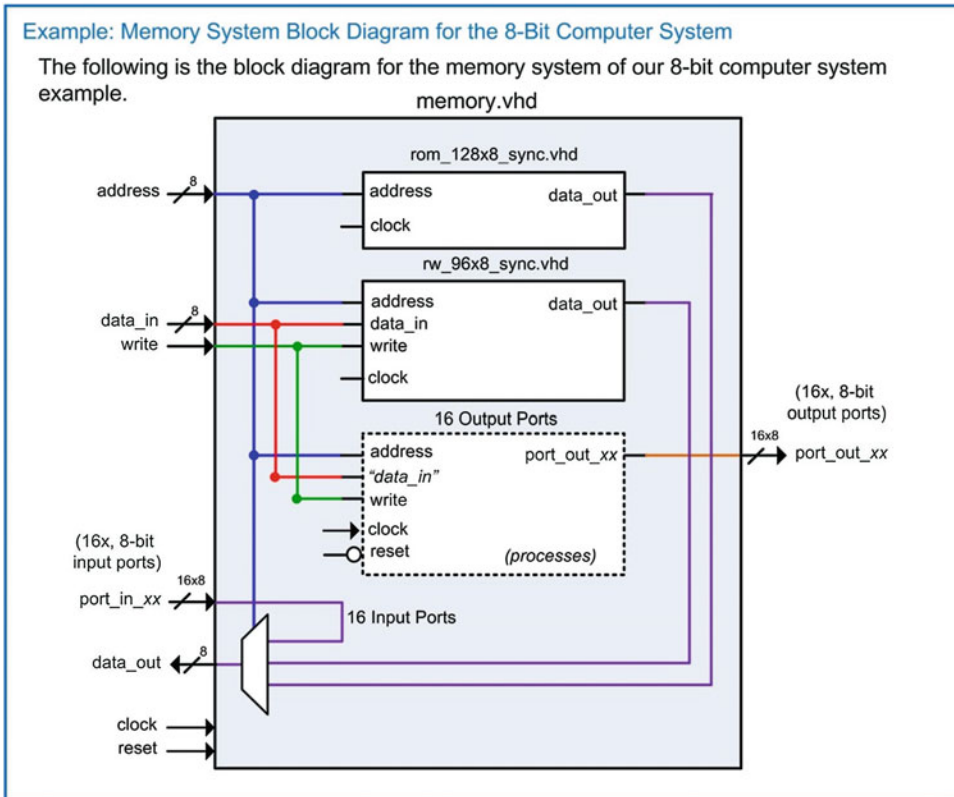 Example: Memory System Block Diagram for the 8-Bit Computer System
The following is the block diagram for the memory system of our 8-bit computer system
example.
memory.vhd
rom_128x8_sync.vhd
address
8
address
data_out
clock
rw_96x8_sync.vhd
address
data_out
data_in
8
data_in
write
write
clock
16 Output Ports
(16x, 8-bit
output ports)
address
port_out_xx
16x8
port_out_xx
"data_in"
write
clock
reset
(processes)
(16x, 8-bit
input ports)
16x8
port_in_xx
16 Input Ports
data_out
8
clock
reset